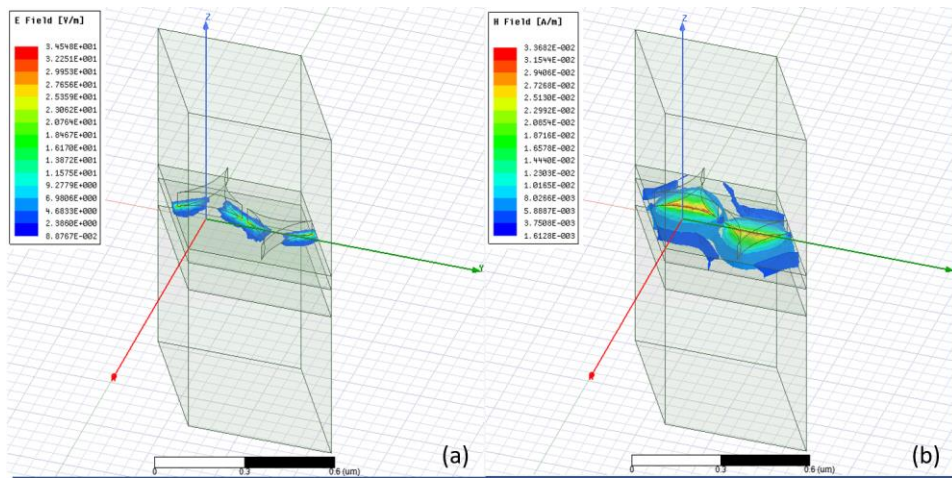 E Field [V/m]
3.4548E+001
3.2251E+001
2.9953E+001
2.7656E+001
2.5359E+001
2.3062E+001
2.0764E+001
1.8467E+001
1.6170E+001
1.3872E+001
1.1575E+001
9.2779E+000
6.9806E+000
4.6833E+000
2.3860E+000
8.8767E-002
Z
Y
0
0.3
0.6 (um)
(a)
H Field [A/m]
3.3682E-002
3.1544E-002
2.9406E-002
2.7268E-002
2.5130E-002
2.2992E-002
2.0854E-002
1.8716E-002
1.6578E-002
1.4440E-002
1.2303E-002
1.0165E-002
8.0266E-003
5.8887E-003
3.7508E-003
1.6128E-003
Z
0
0.3
0.6 (um)
(b)